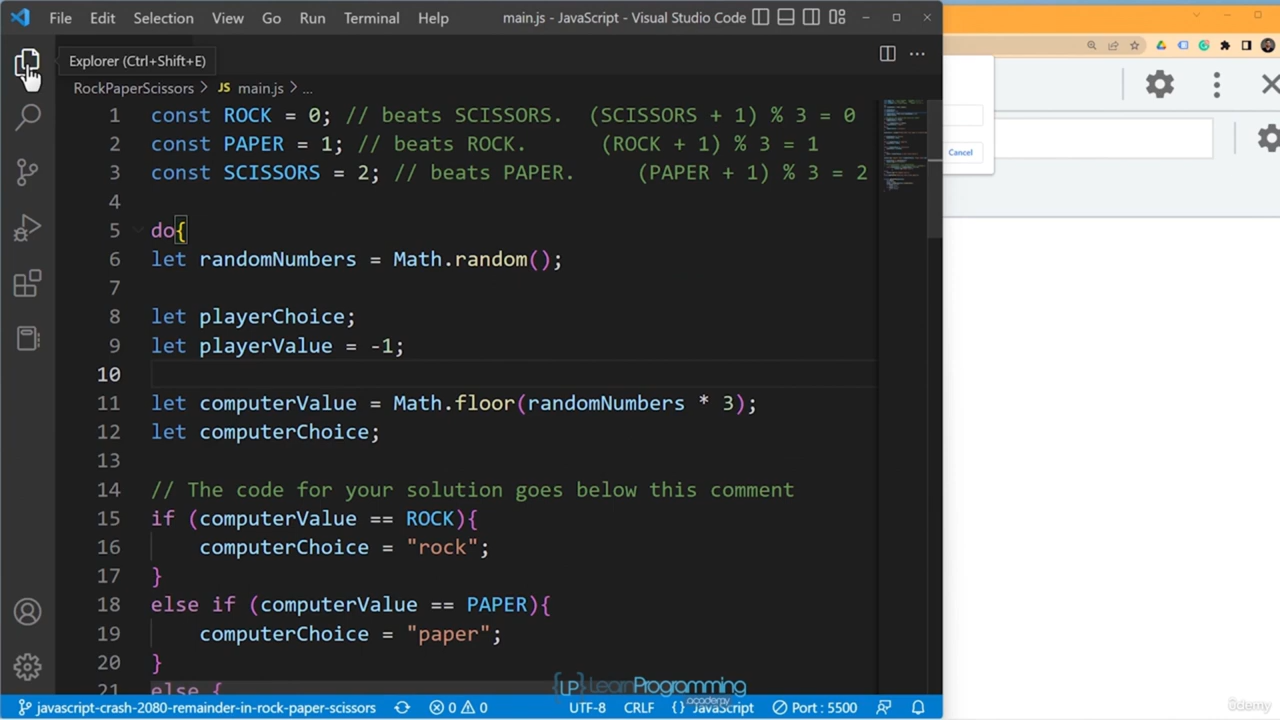 File Edit Selection View Go Run Terminal Help main.js - JavaScript - Visual Studio Code
Explorer (Ctrl+Shift+E)
RockPaperScissors > JS main.js > ...
1 const ROCK = 0; // beats SCISSORS. (SCISSORS + 1) % 3 = 0
2 const PAPER = 1; // beats ROCK. (ROCK + 1) % 3 = 1
3 const SCISSORS = 2; // beats PAPER. (PAPER + 1) % 3 = 2
4
5 do{
6 let randomNumbers = Math.random();
7
8 let playerChoice;
9 let playerValue = -1;
10
11 let computerValue = Math.floor(randomNumbers * 3);
12 let computerChoice;
13
14 // The code for your solution goes below this comment
15 if (computerValue == ROCK){
16 computerChoice = "rock";
17 }
18 else if (computerValue == PAPER){
19 computerChoice = "paper";
20 }
21 else {
Cancel
{LP} LearnProgramming
academy
javascript-crash-2080-remainder-in-rock-paper-scissors 0 0 UTF-8 CRLF {} JavaScript Port : 5500
ûdemy